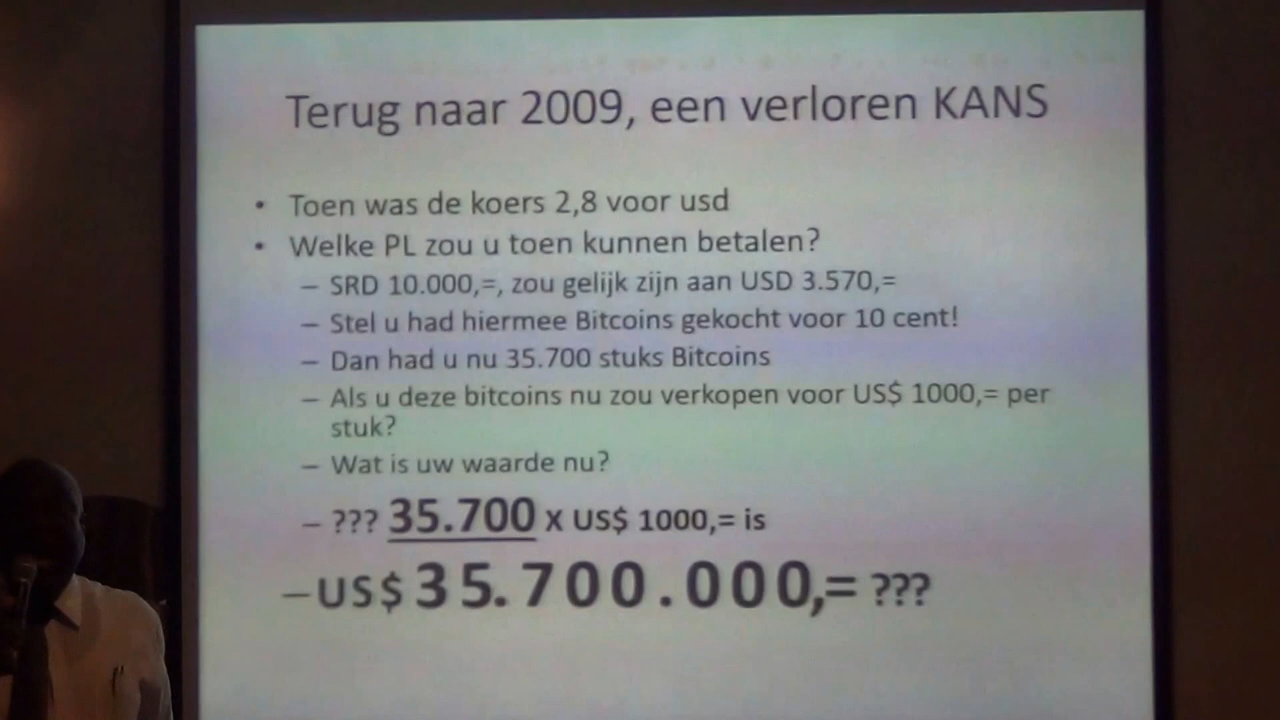 Terug naar 2009, een verloren KANS
• Toen was de koers 2,8 voor usd
• Welke PL zou u toen kunnen betalen?
– SRD 10.000,=, zou gelijk zijn aan USD 3.570,=
– Stel u had hiermee Bitcoins gekocht voor 10 cent!
– Dan had u nu 35.700 stuks Bitcoins
– Als u deze bitcoins nu zou verkopen voor US$ 1000,= per
stuk?
– Wat is uw waarde nu?
– ??? 35.700 x US$ 1000,= is
–US$35.700.000,= ???